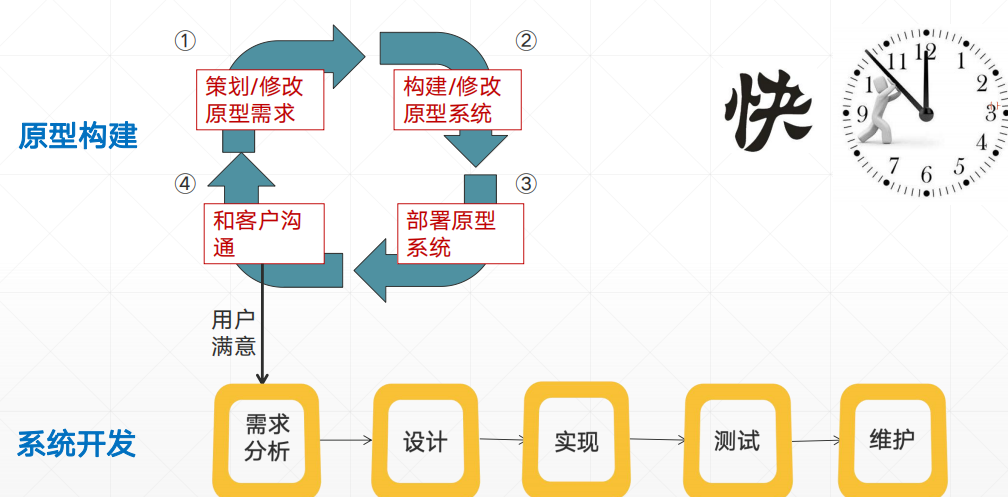 ①
②
策划/修改
原型需求
构建/修改
原型系统
快
原型构建
④
③
和客户沟
通
部署原型
系统
用户
满意
系统开发
需求
分析
设计
实现
测试
维护
12
1
2
3
4
5
6
7
9
1
11